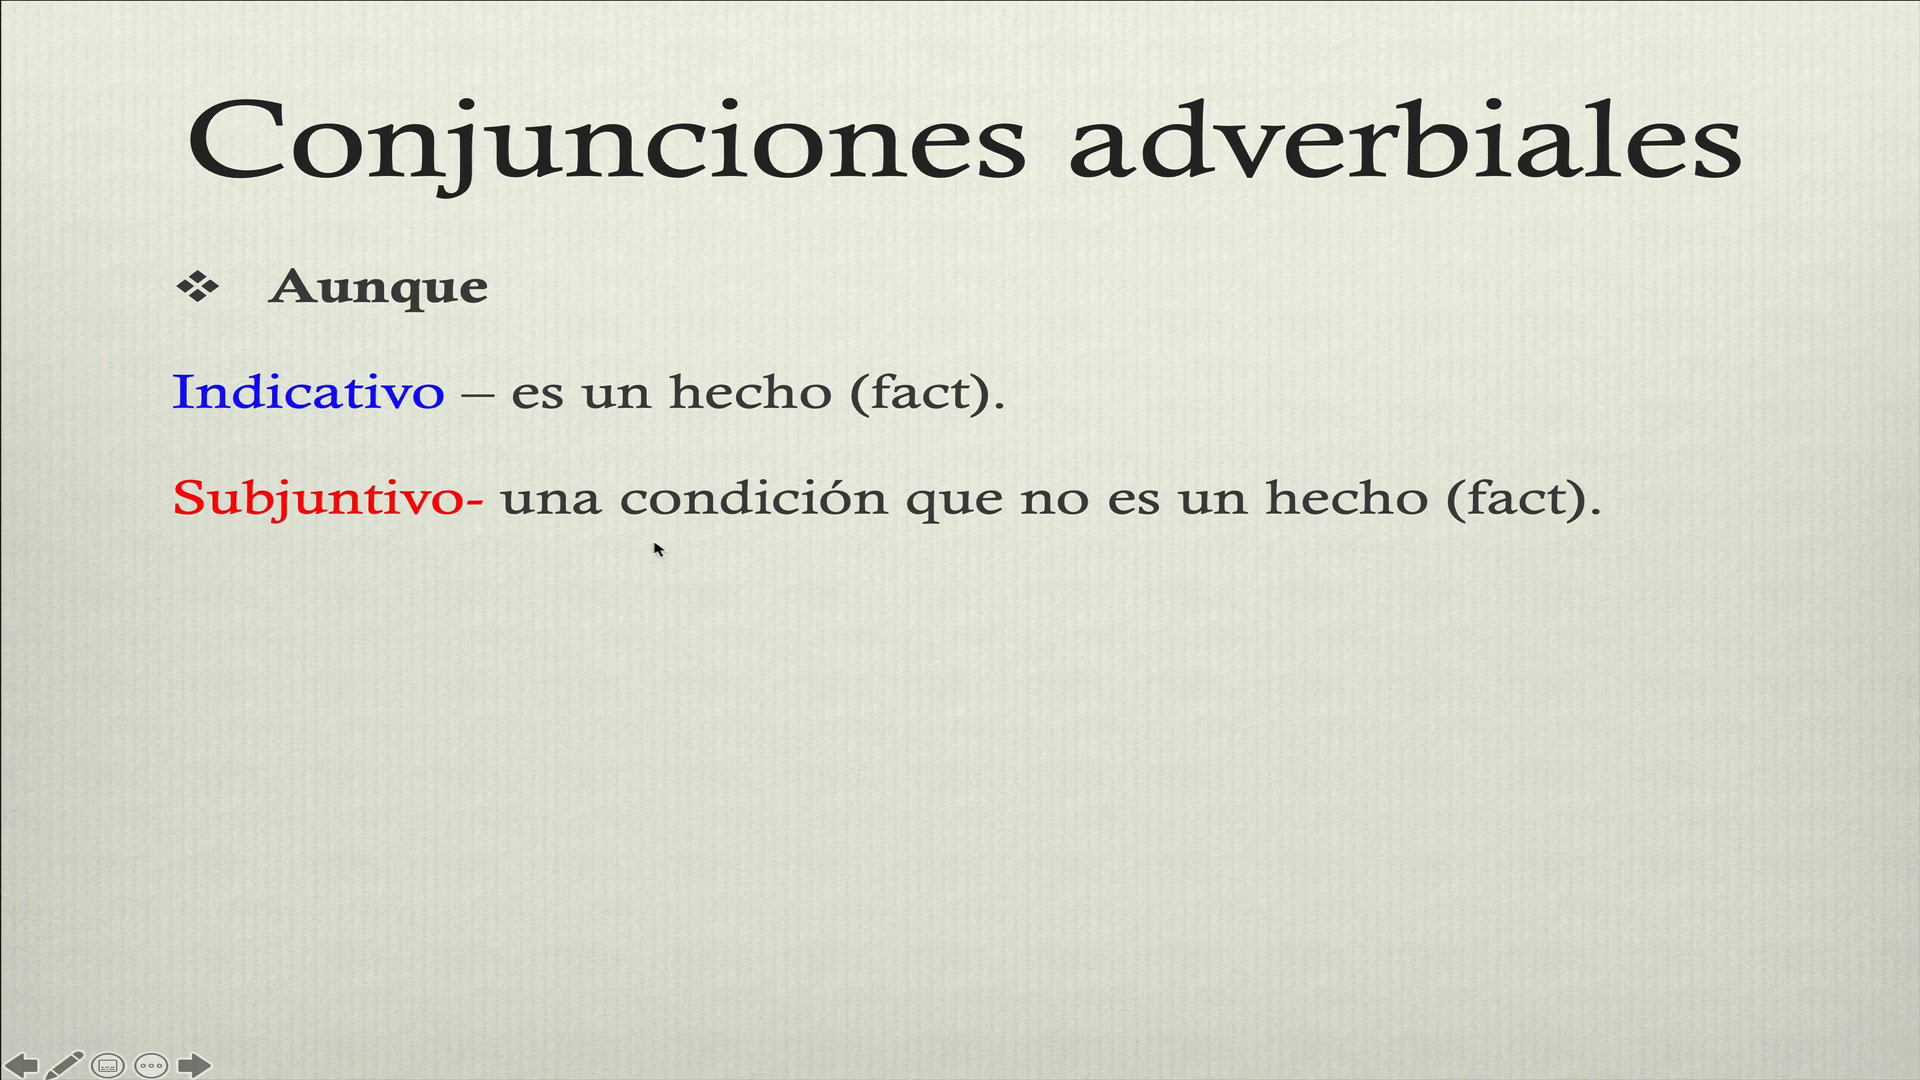 Conjunciones adverbiales
❖ Aunque
Indicativo – es un hecho (fact).
Subjuntivo- una condición que no es un hecho (fact).